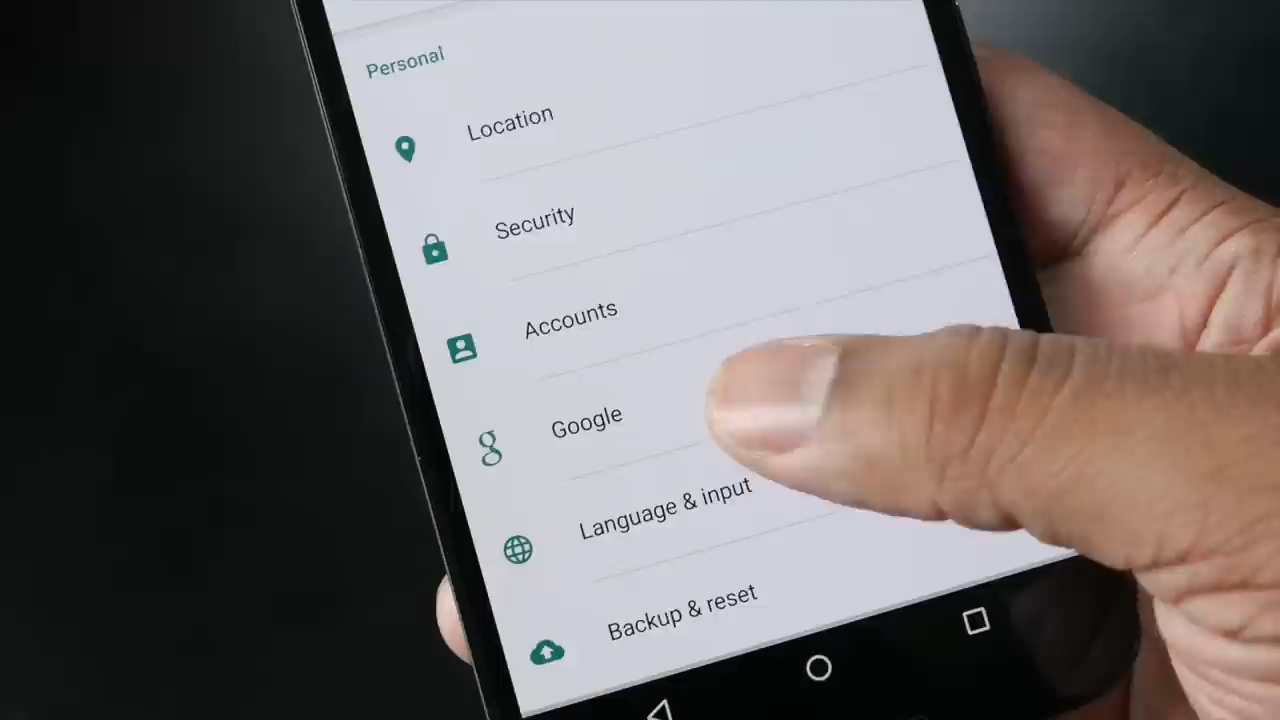 Personal
Location
Security
Accounts
Google
Language & input
Backup & reset